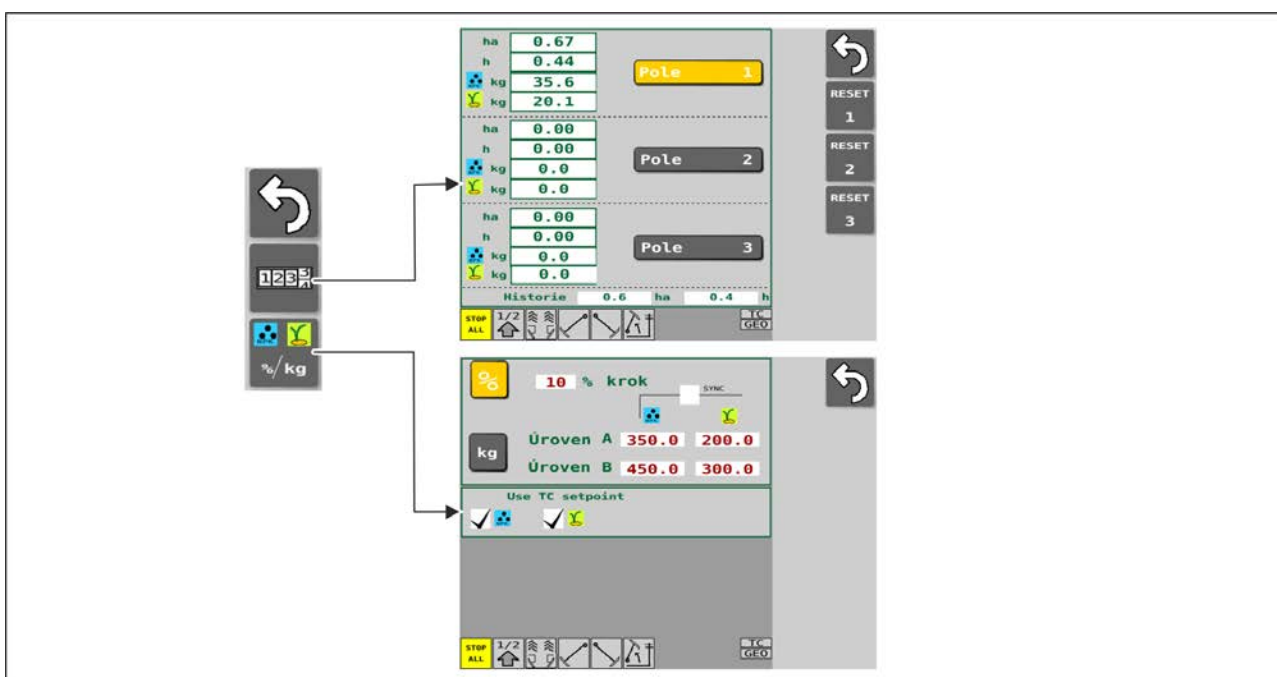 1233
4
%/kg
ha 0.67
h 0.44
kg 35.6
kg 20.1
Pole 1
ha 0.00
h 0.00
kg 0.0
kg 0.0
Pole 2
ha 0.00
h 0.00
kg 0.0
kg 0.0
Pole 3
Historie 0.6 ha 0.4 h
STOP
ALL
1/2
TC
GEO
RESET
1
RESET
2
RESET
3
% 10 % krok
SYNC
kg
Úroven A 350.0 200.0
Úroven B 450.0 300.0
Use TC setpoint
STOP
ALL
1/2
TC
GEO